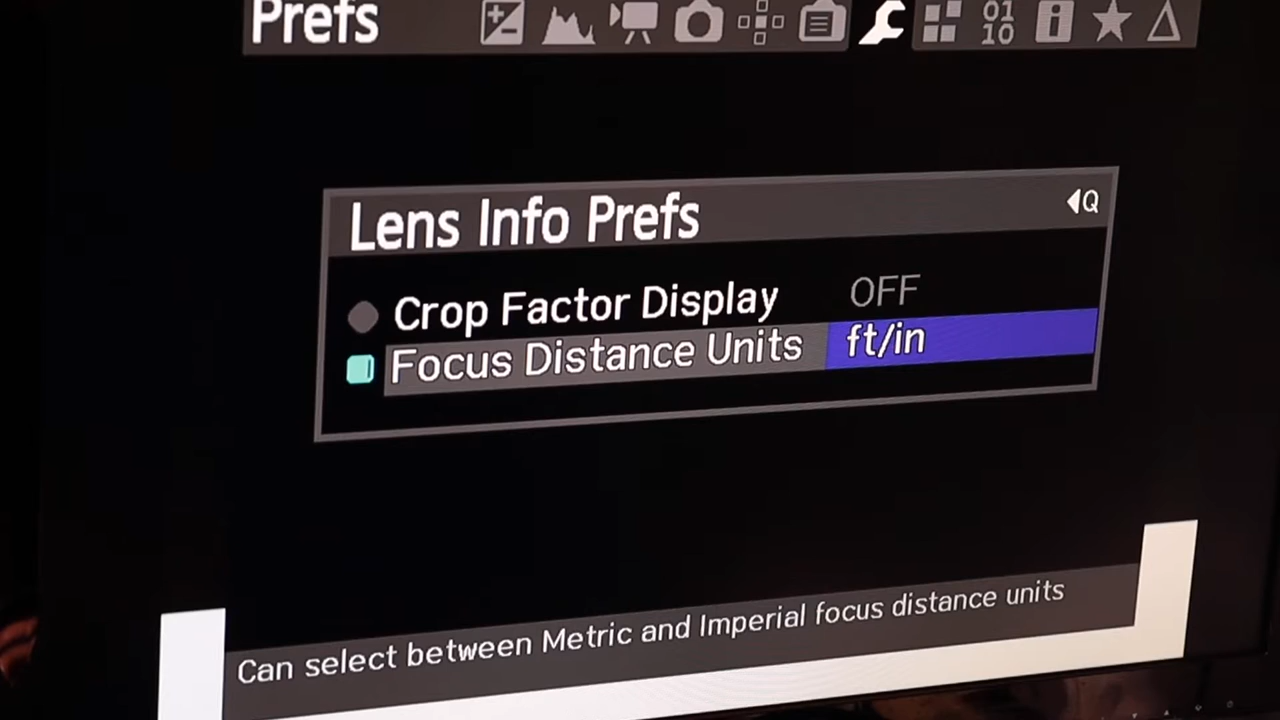 Prefs
01
10
Lens Info Prefs
Q
Crop Factor Display OFF
Focus Distance Units ft/in
Can select between Metric and Imperial focus distance units